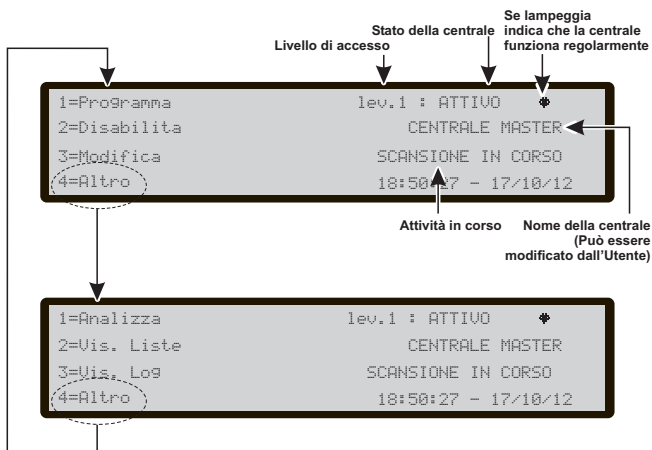 Se lampeggia
indica che la centrale
funziona regolarmente
Stato della centrale
Livello di accesso
1=Programma lev.1 : ATTIVO
2=Disabilita CENTRALE MASTER
3=Modifica SCANSIONE IN CORSO
4=Altro 18:50:27 - 17/10/12
Attività in corso
Nome della centrale
(Può essere
modificato dall'Utente)
1=Analizza lev.1 : ATTIVO
2=Vis. Liste CENTRALE MASTER
3=Vis. Log SCANSIONE IN CORSO
4=Altro 18:50:27 - 17/10/12